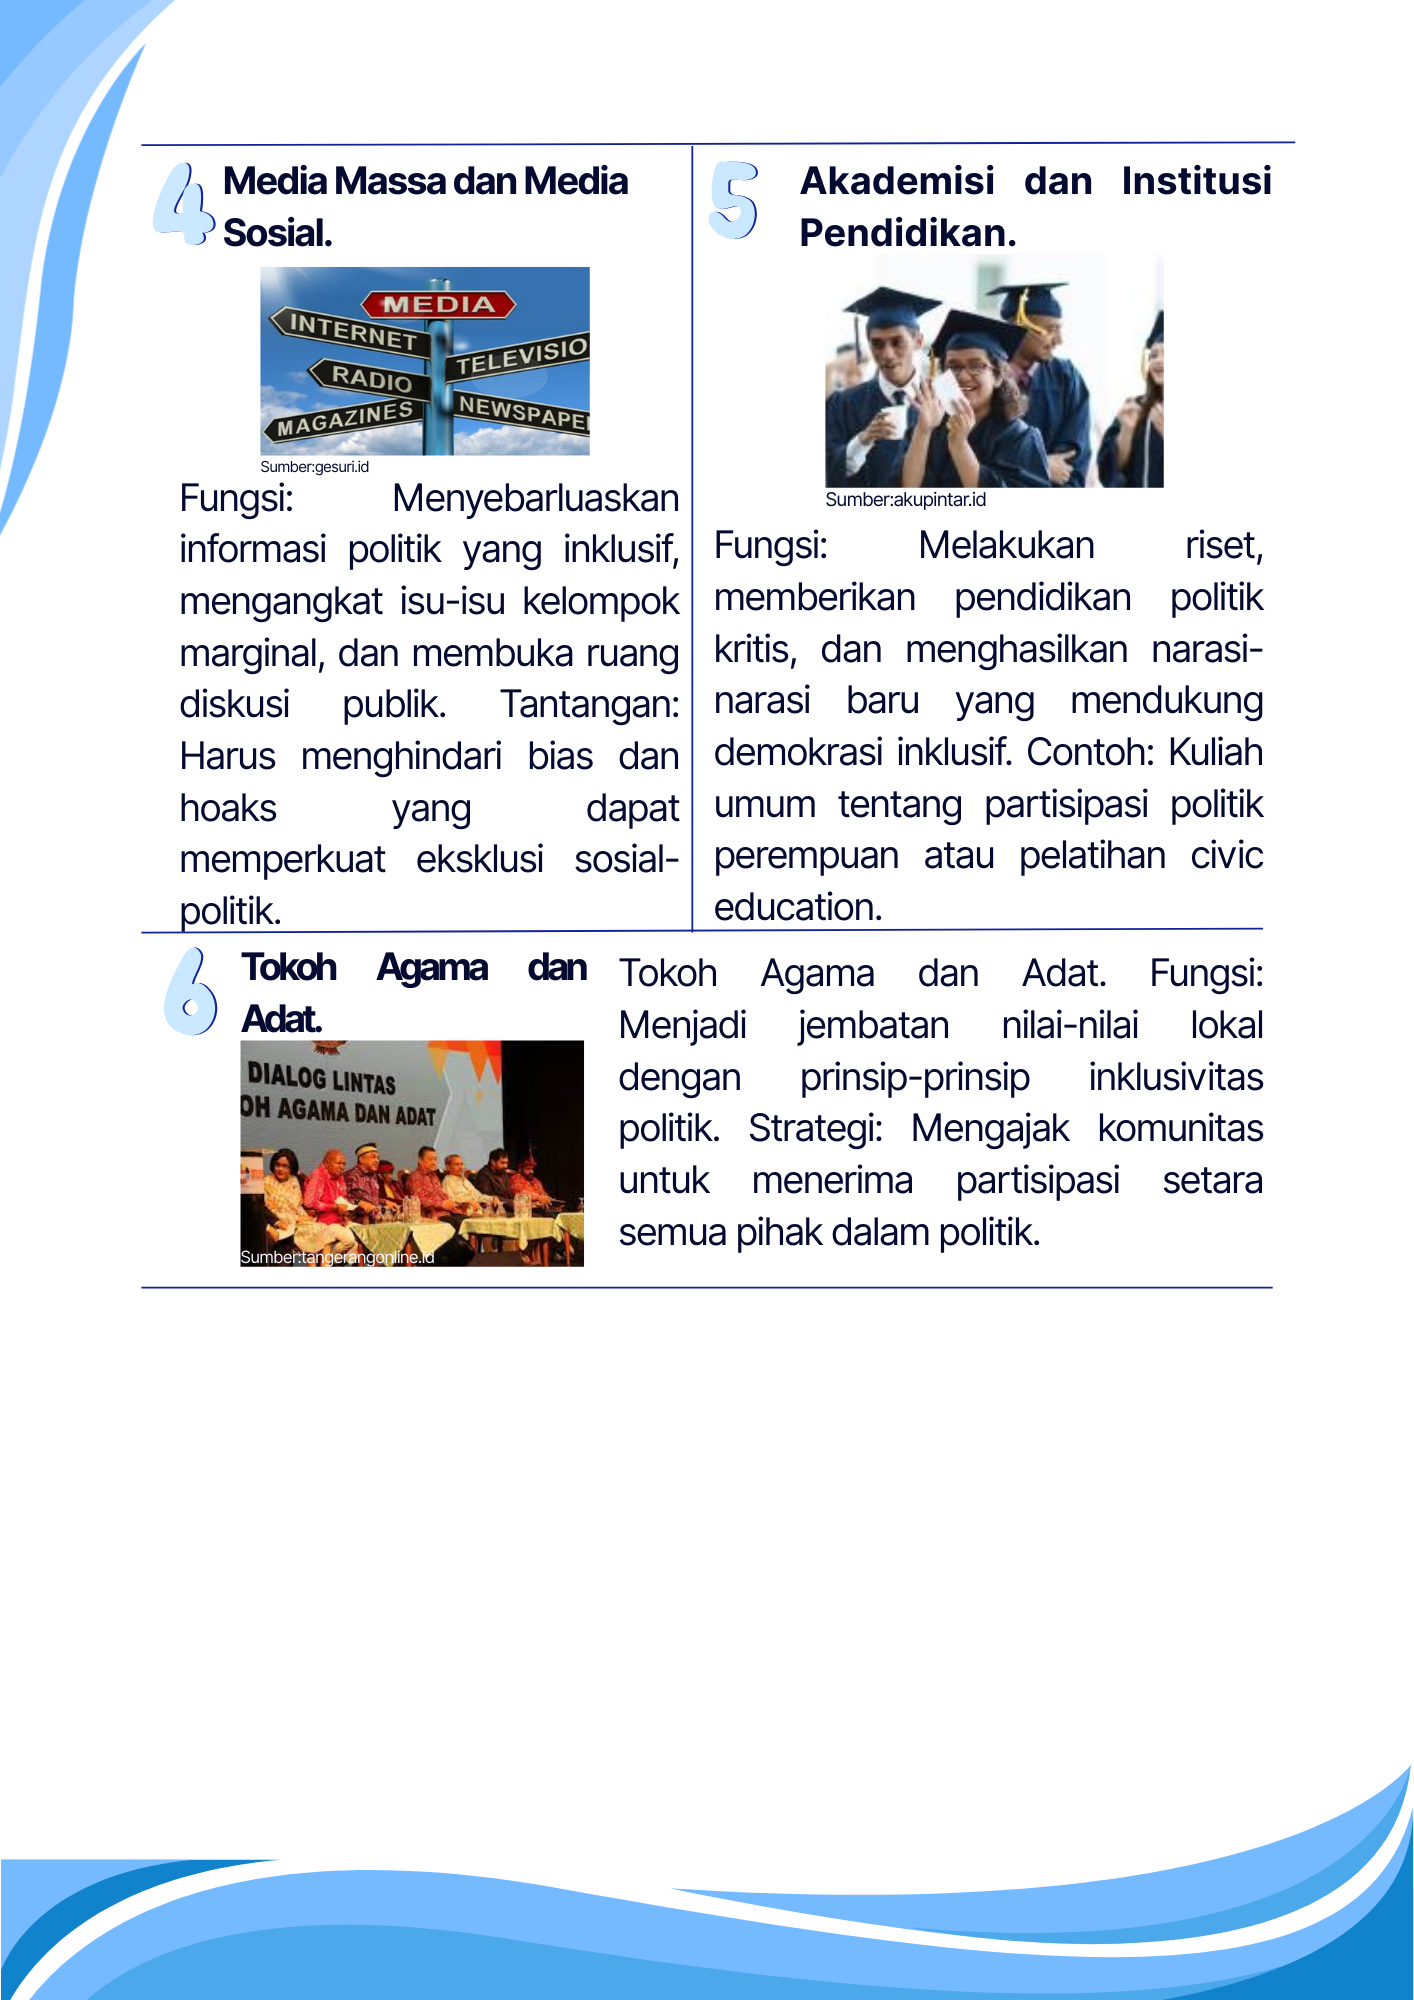 4
Media Massa dan Media
Sosial.
MEDIA
INTERNET
TELEVISIO
RADIO
NEWSPAPE
MAGAZINES
Sumber:gesuri.id
Fungsi: Menyebarluaskan
informasi politik yang inklusif,
mengangkat isu-isu kelompok
marginal, dan membuka ruang
diskusi publik. Tantangan:
Harus menghindari bias dan
hoaks yang dapat
memperkuat eksklusi sosial-
politik.
5
Akademisi dan Institusi
Pendidikan.
Sumber:akupintar.id
Fungsi: Melakukan riset,
memberikan pendidikan politik
kritis, dan menghasilkan narasi-
narasi baru yang mendukung
demokrasi inklusif. Contoh: Kuliah
umum tentang partisipasi politik
perempuan atau pelatihan civic
education.
6
Tokoh Agama dan
Adat.
DIALOG LINTAS
OH AGAMA DAN ADAT
Sumber:tangerangonline.id
Tokoh Agama dan Adat. Fungsi:
Menjadi jembatan nilai-nilai lokal
dengan prinsip-prinsip inklusivitas
politik. Strategi: Mengajak komunitas
untuk menerima partisipasi setara
semua pihak dalam politik.